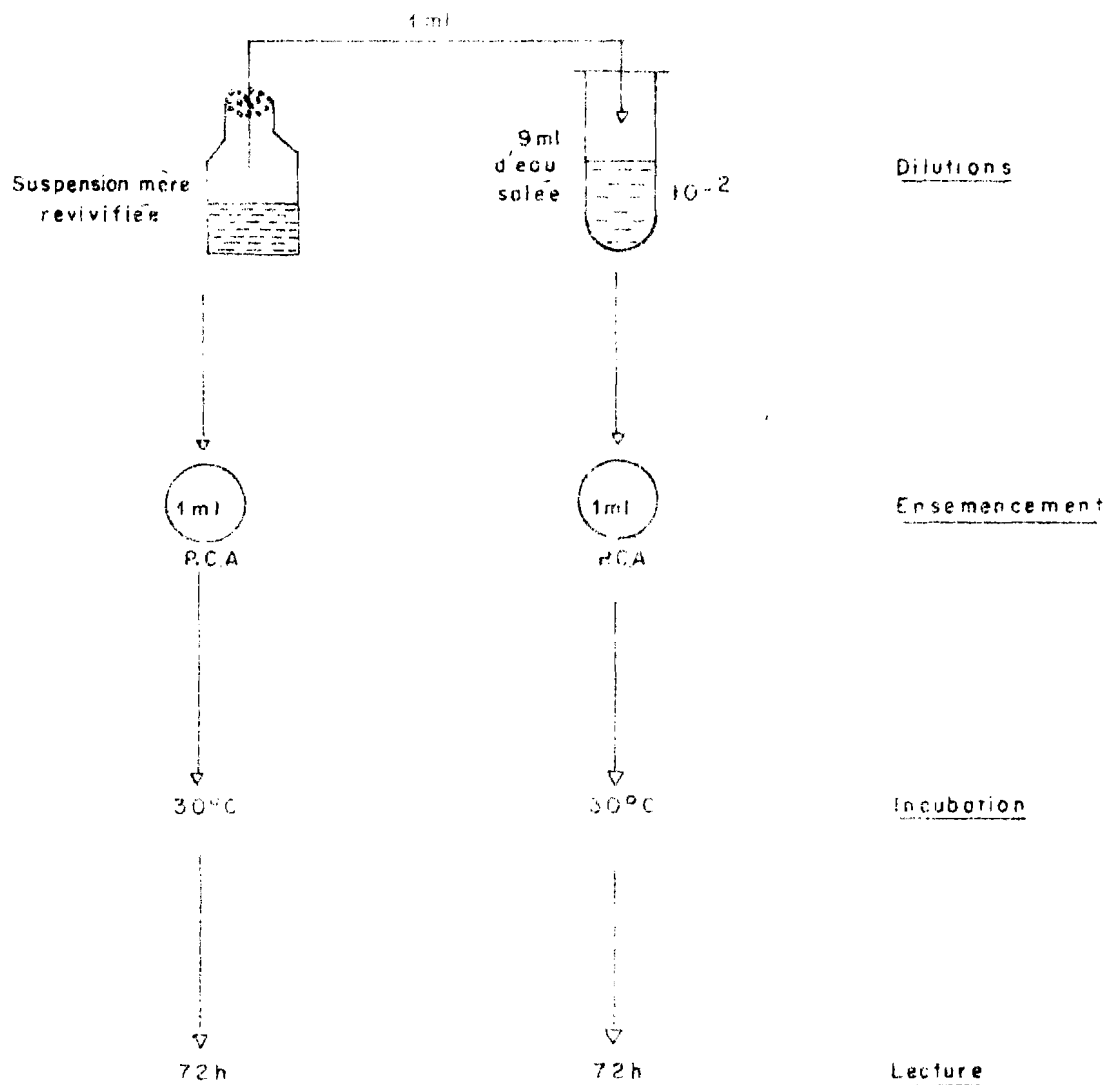 1 ml
Suspension mère
revivifiée
9 ml
d'eau
salée
10-2
Dilutions
1 ml
1 ml
Ensemencement
P.C.A
P.C.A
30°C
30°C
Incubation
72 h
72 h
Lecture